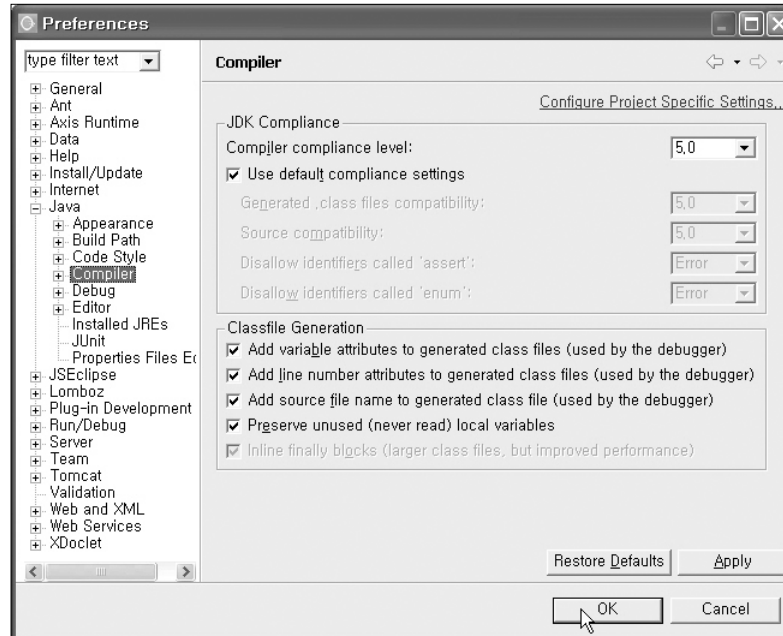 Preferences
type filter text
General
Ant
Axis Runtime
Data
Help
Install/Update
Internet
Java
Appearance
Build Path
Code Style
Compiler
Debug
Editor
Installed JREs
JUnit
Properties Files Ec
JSEclipse
Lomboz
Plug-in Development
Run/Debug
Server
Team
Tomcat
Validation
Web and XML
Web Services
XDoclet
Compiler
Configure Project Specific Settings..
JDK Compliance
Compiler compliance level: 5.0
Use default compliance settings
Generated .class files compatibility: 5.0
Source compatibility: 5.0
Disallow identifiers called 'assert': Error
Disallow identifiers called 'enum': Error
Classfile Generation
Add variable attributes to generated class files (used by the debugger)
Add line number attributes to generated class files (used by the debugger)
Add source file name to generated class file (used by the debugger)
Preserve unused (never read) local variables
Inline finally blocks (larger class files, but improved performance)
Restore Defaults Apply
OK Cancel